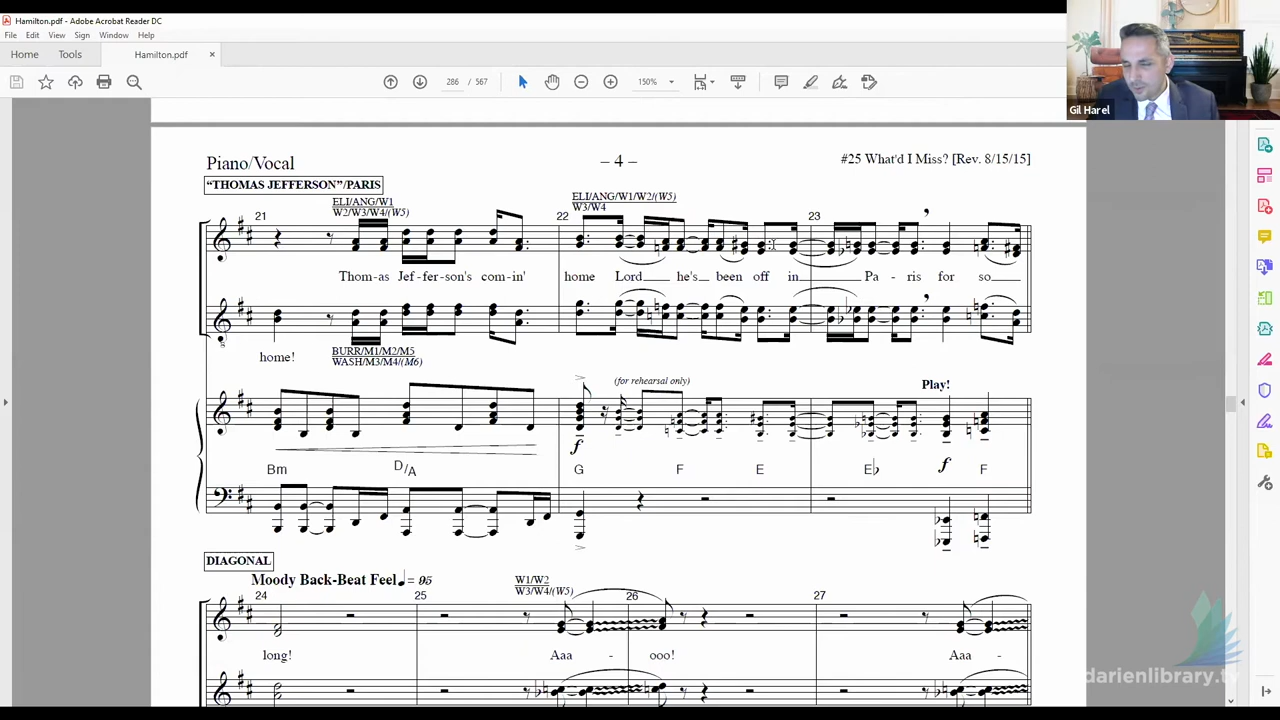 Hamilton.pdf - Adobe Acrobat Reader DC
File Edit View Sign Window Help
Home Tools Hamilton.pdf ×
286 / 567 150%
Gil Harel
Piano/Vocal – 4 – #25 What'd I Miss? [Rev. 8/15/15]
"THOMAS JEFFERSON"/PARIS
ELI/ANG/W1
W2/W3/W4/(W5)
ELI/ANG/W1/W2/(W5)
W3/W4
21 22 23
Thom-as Jef-fer-son's com-in' home Lord he's been off in Pa - ris for so
home!
BURR/M1/M2/M5
WASH/M3/M4/(M6)
(for rehearsal only)
Play!
f
Bm D/A G F E E♭ f F
DIAGONAL
Moody Back-Beat Feel ♩ = 95
W1/W2
W3/W4/(W5)
24 25 26 27
long! Aaa - ooo! Aaa -
darienlibrary.tv